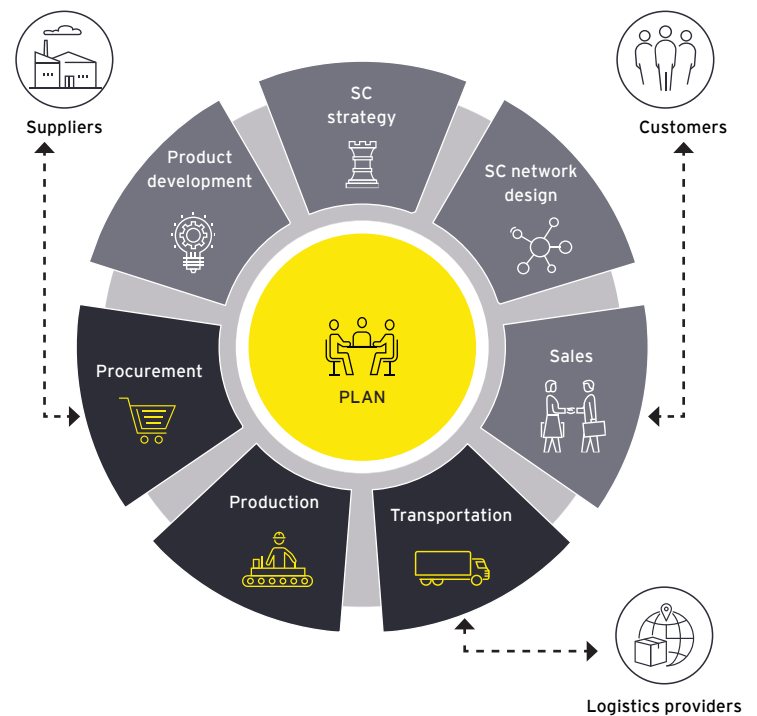 Suppliers
Customers
SC
strategy
Product
development
SC network
design
Procurement
Sales
PLAN
Production
Transportation
Logistics providers